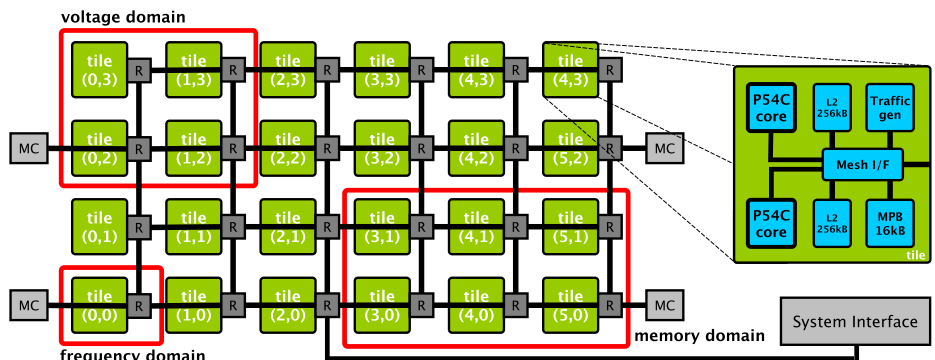 voltage domain
tile
(0,3)
R
tile
(1,3)
R
tile
(2,3)
R
tile
(3,3)
R
tile
(4,3)
R
tile
(4,3)
R
MC
tile
(0,2)
R
tile
(1,2)
R
tile
(2,2)
R
tile
(3,2)
R
tile
(4,2)
R
tile
(5,2)
R
MC
tile
(0,1)
R
tile
(1,1)
R
tile
(2,1)
R
tile
(3,1)
R
tile
(4,1)
R
tile
(5,1)
R
MC
tile
(0,0)
R
tile
(1,0)
R
tile
(2,0)
R
tile
(3,0)
R
tile
(4,0)
R
tile
(5,0)
R
MC
memory domain
frequency domain
P54C
core
L2
256kB
Traffic
gen
Mesh I/F
P54C
core
L2
256kB
MPB
16kB
tile
System Interface